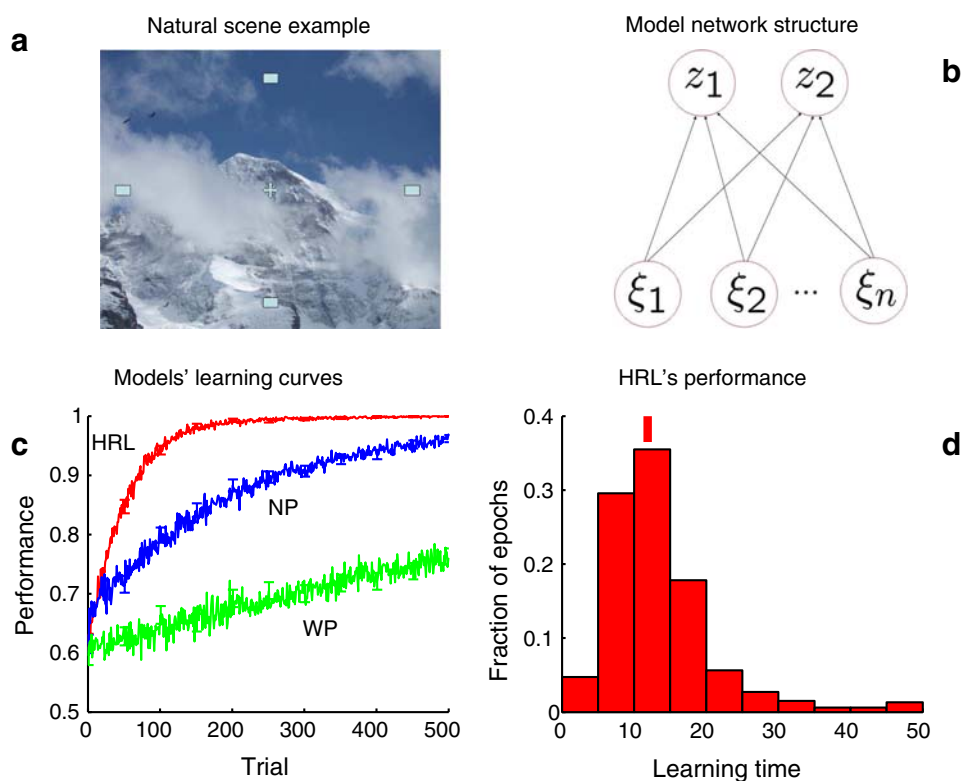 a
Natural scene example
Model network structure
b
z1
z2
ξ1
ξ2
...
ξn
Models' learning curves
c
1
0.9
0.8
0.7
0.6
0.5
HRL
NP
WP
Performance
0
100
200
300
400
500
Trial
HRL's performance
d
0.4
0.3
0.2
0.1
0
Fraction of epochs
0
10
20
30
40
50
Learning time